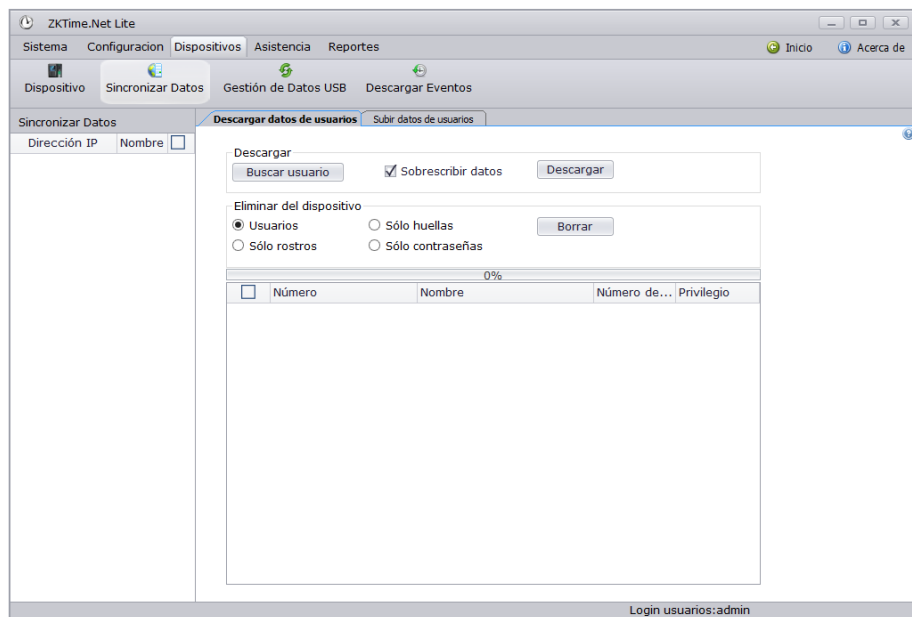 ZKTime.Net Lite
Sistema Configuracion Dispositivos Asistencia Reportes Inicio Acerca de
Dispositivo Sincronizar Datos Gestión de Datos USB Descargar Eventos
Sincronizar Datos
Dirección IP Nombre
Descargar datos de usuarios Subir datos de usuarios
Descargar
Buscar usuario Sobrescribir datos Descargar
Eliminar del dispositivo
Usuarios Sólo huellas Borrar
Sólo rostros Sólo contraseñas
0%
Número Nombre Número de... Privilegio
Login usuarios:admin